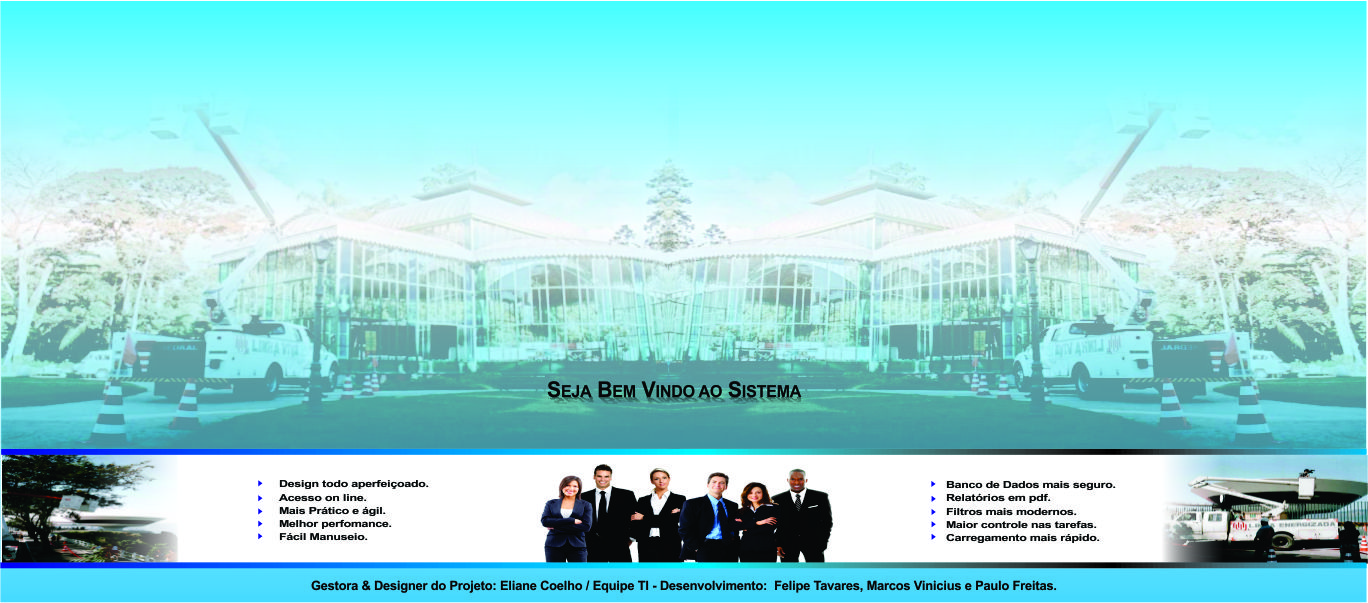 SEJA BEM VINDO AO SISTEMA
Design todo aperfeiçoado.
Acesso on line.
Mais Prático e ágil.
Melhor perfomance.
Fácil Manuseio.
Banco de Dados mais seguro.
Relatórios em pdf.
Filtros mais modernos.
Maior controle nas tarefas.
Carregamento mais rápido.
ENERGIZADA
Gestora & Designer do Projeto: Eliane Coelho / Equipe TI - Desenvolvimento: Felipe Tavares, Marcos Vinicius e Paulo Freitas.